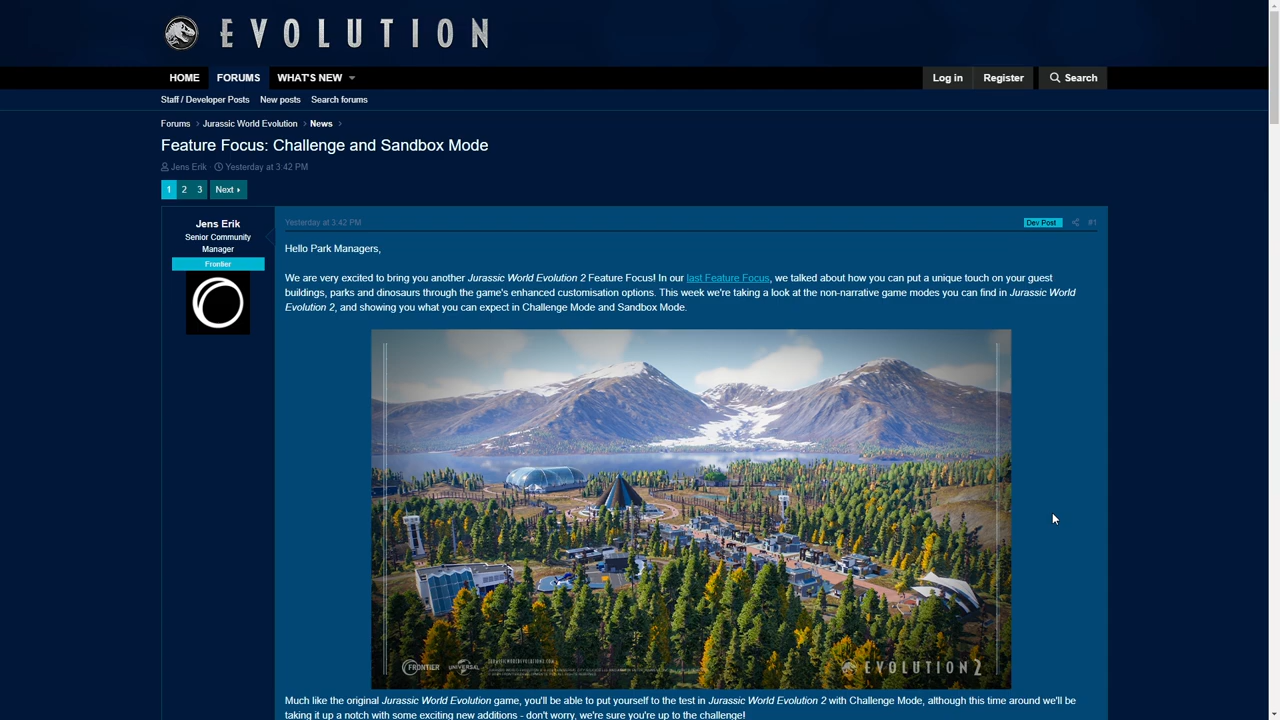 EVOLUTION
HOME FORUMS WHAT'S NEW Log in Register Search
Staff / Developer Posts New posts Search forums
Forums Jurassic World Evolution News
Feature Focus: Challenge and Sandbox Mode
Jens Erik · Yesterday at 3:42 PM
1 2 3 Next
Jens Erik
Senior Community
Manager
Frontier
Yesterday at 3:42 PM Dev Post #1
Hello Park Managers,
We are very excited to bring you another Jurassic World Evolution 2 Feature Focus! In our last Feature Focus, we talked about how you can put a unique touch on your guest
buildings, parks and dinosaurs through the game's enhanced customisation options. This week we're taking a look at the non-narrative game modes you can find in Jurassic World
Evolution 2, and showing you what you can expect in Challenge Mode and Sandbox Mode.
FRONTIER UNIVERSAL
EVOLUTION 2
Much like the original Jurassic World Evolution game, you'll be able to put yourself to the test in Jurassic World Evolution 2 with Challenge Mode, although this time around we'll be
taking it up a notch with some exciting new additions - don't worry, we're sure you're up to the challenge!